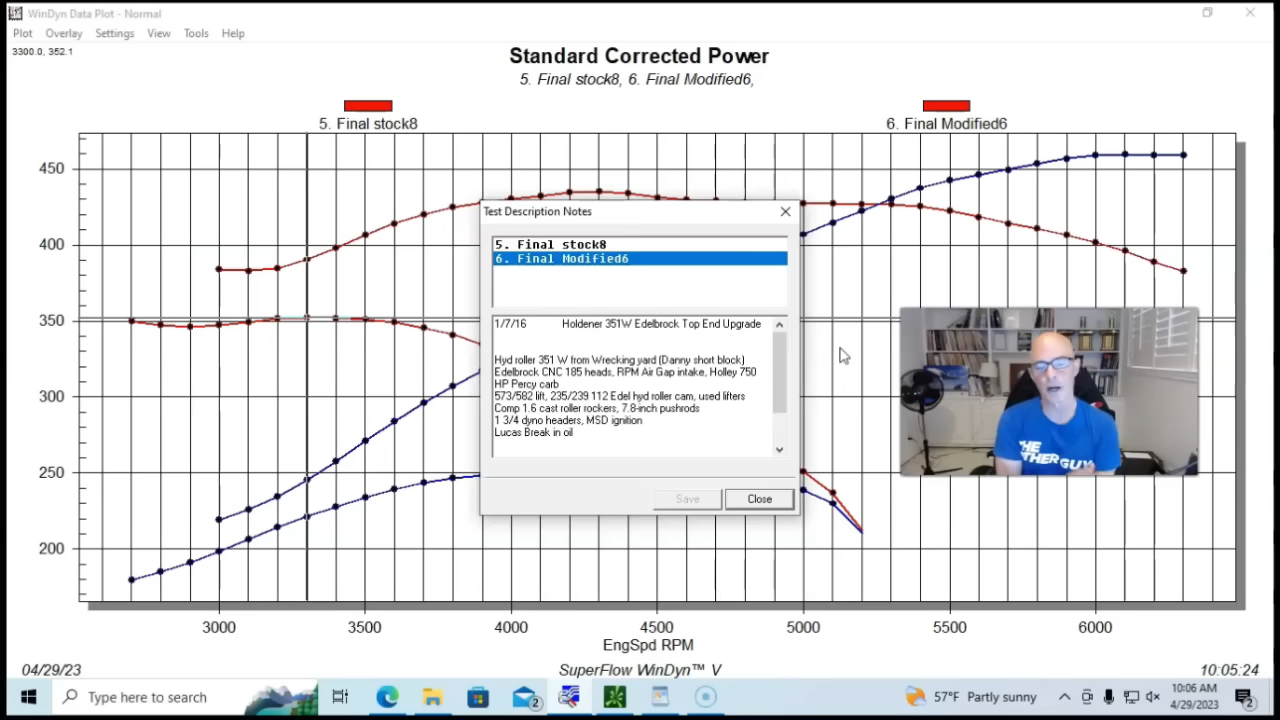 WinDyn Data Plot - Normal
Plot Overlay Settings View Tools Help
3300.0, 352.1
Standard Corrected Power
5. Final stock8, 6. Final Modified6,
5. Final stock8
6. Final Modified6
Test Description Notes
5. Final stock8
6. Final Modified6
1/7/16 Holdener 351W Edelbrock Top End Upgrade
Hyd roller 351 W from Wrecking yard (Danny short block)
Edelbrock CNC 185 heads, RPM Air Gap intake, Holley 750
HP Percy carb
573/582 lift, 235/239 112 Edel hyd roller cam, used lifters
Comp 1.6 cast roller rockers, 7.8-inch pushrods
1 3/4 dyno headers, MSD ignition
Lucas Break in oil
Save Close
450
400
350
300
250
200
3000 3500 4000 4500 5000 5500 6000
EngSpd RPM
04/29/23 SuperFlow WinDyn™ V 10:05:24
THE
THERGUY
Type here to search
2
57°F Partly sunny
10:06 AM
4/29/2023
2